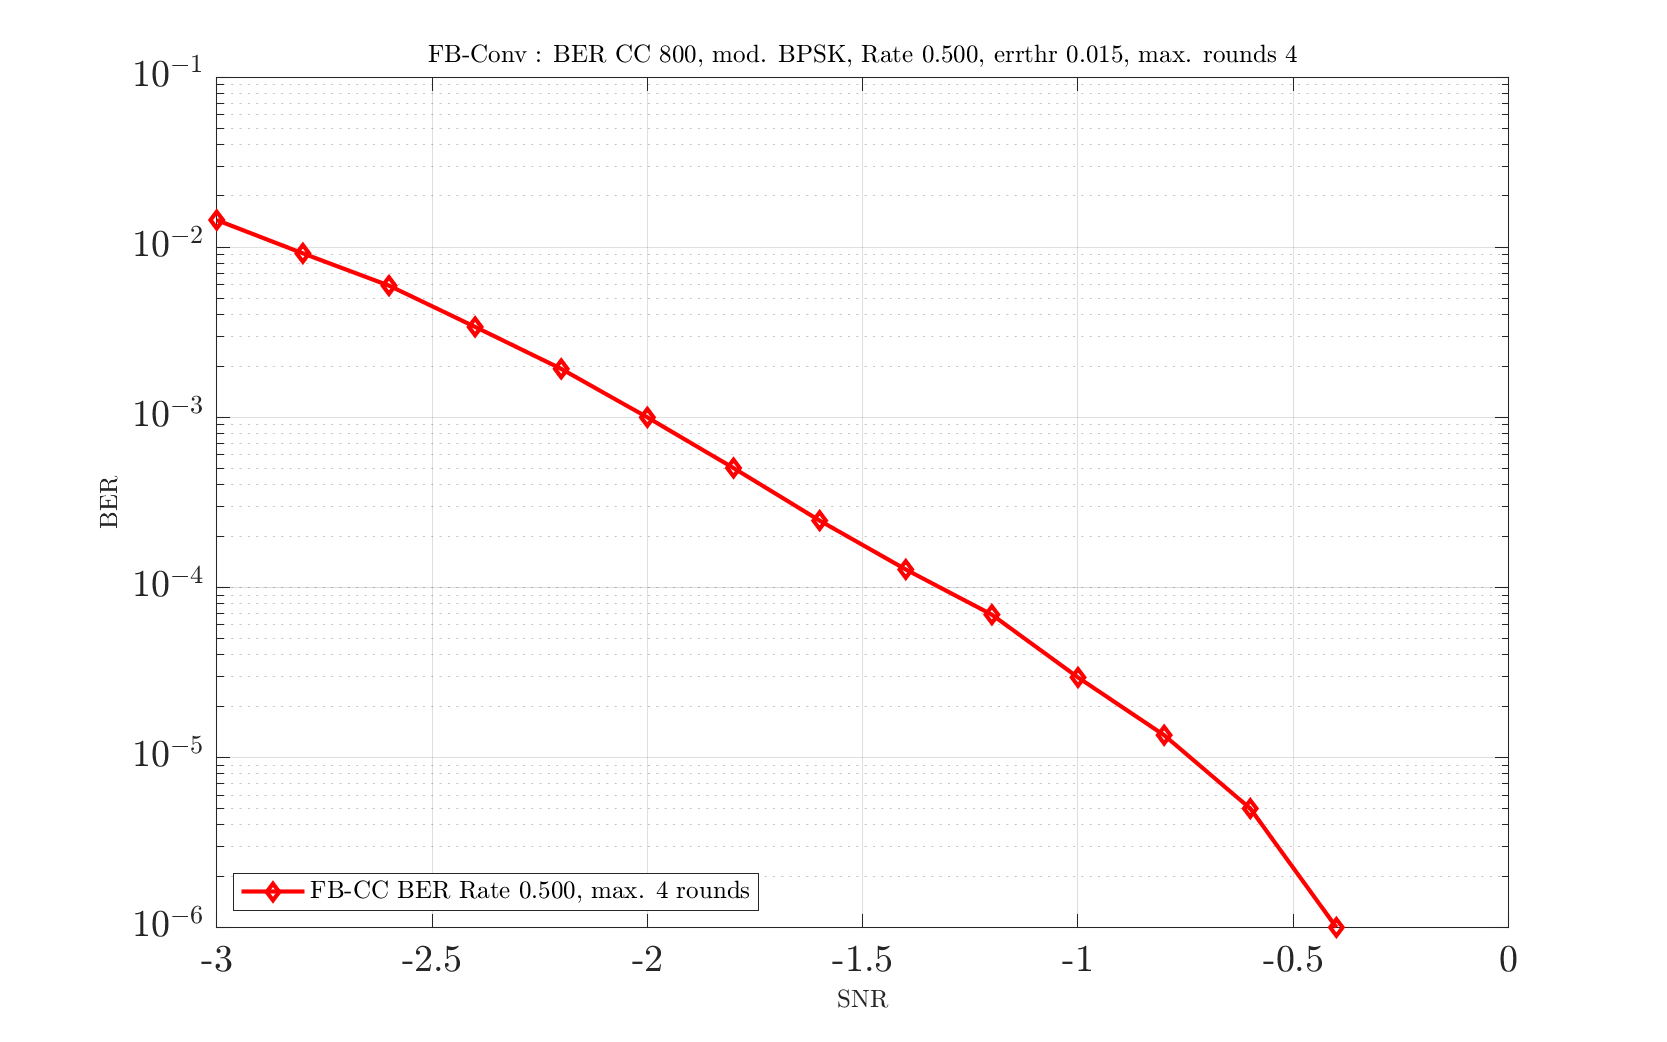 FB-Conv : BER CC 800, mod. BPSK, Rate 0.500, errthr 0.015, max. rounds 4
10^{-1}
10^{-2}
10^{-3}
10^{-4}
10^{-5}
10^{-6}
BER
FB-CC BER Rate 0.500, max. 4 rounds
-3 -2.5 -2 -1.5 -1 -0.5 0
SNR